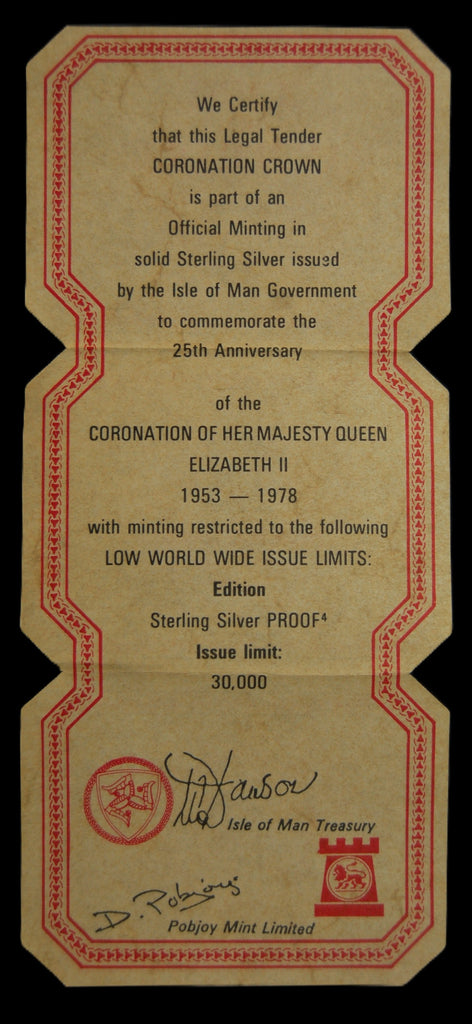 We Certify
that this Legal Tender
CORONATION CROWN
is part of an
Official Minting in
solid Sterling Silver issued
by the Isle of Man Government
to commemorate the
25th Anniversary
of the
CORONATION OF HER MAJESTY QUEEN
ELIZABETH II
1953 — 1978
with minting restricted to the following
LOW WORLD WIDE ISSUE LIMITS:
Edition
Sterling Silver PROOF⁴
Issue limit:
30,000
Isle of Man Treasury
D. Pobjoy
Pobjoy Mint Limited